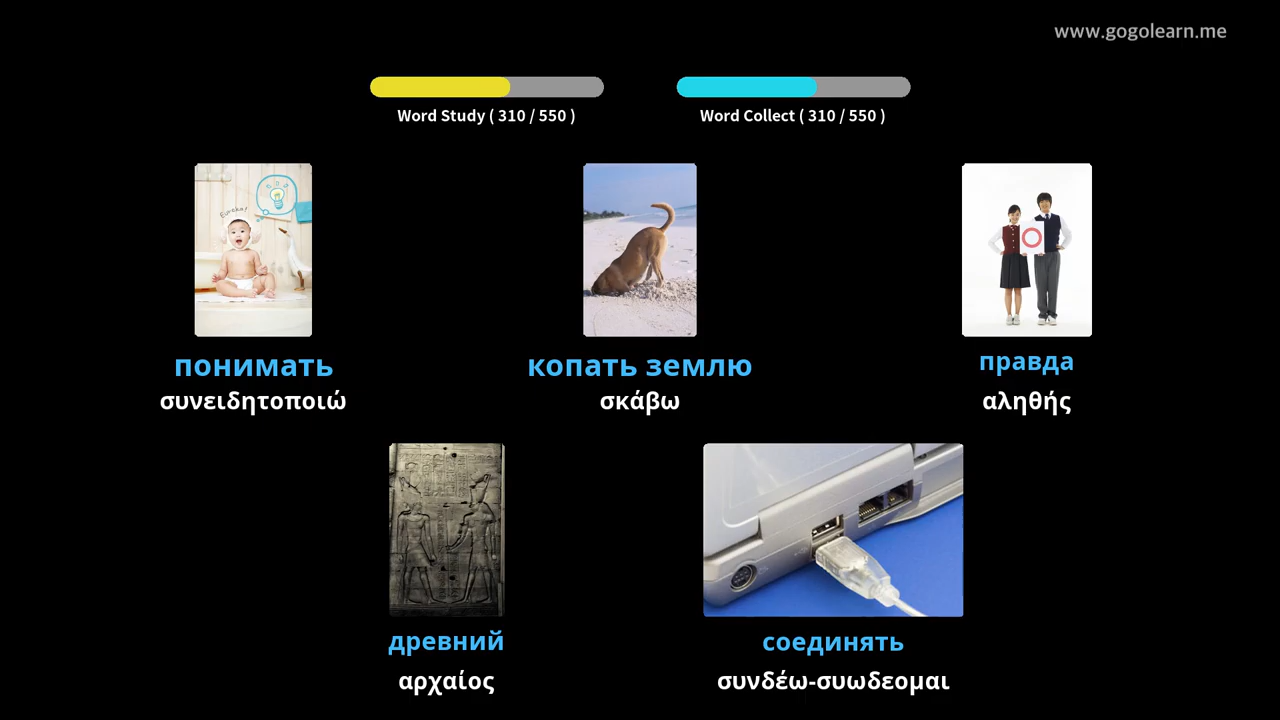 www.gogolearn.me
Word Study ( 310 / 550 )
Word Collect ( 310 / 550 )
Eureka!
понимать
συνειδητοποιώ
копать землю
σκάβω
правда
αληθής
древний
αρχαίος
соединять
συνδέω-συωδεομαι